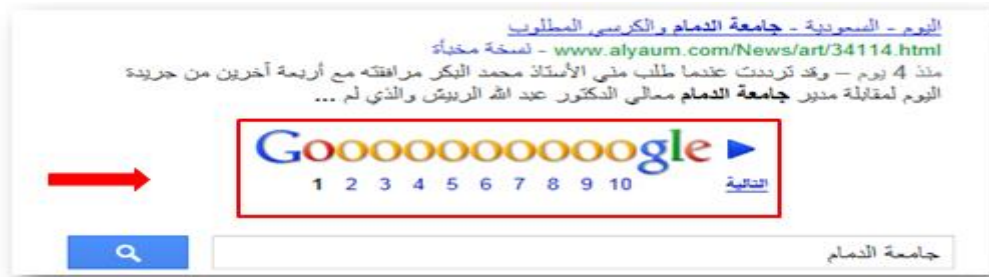 اليوم - السعودية - جامعة الدمام والكرسي المطلوب
www.alyaum.com/News/art/34114.html - نسخة مخبأة
منذ 4 يوم – وقد ترددت عندما طلب مني الأستاذ محمد البكر مرافقته مع أربعة آخرين من جريدة
اليوم لمقابلة مدير جامعة الدمام معالي الدكتور عبد الله الربيش والذي لم ...
Goooooooooogle
1 2 3 4 5 6 7 8 9 10 التالية
جامعة الدمام